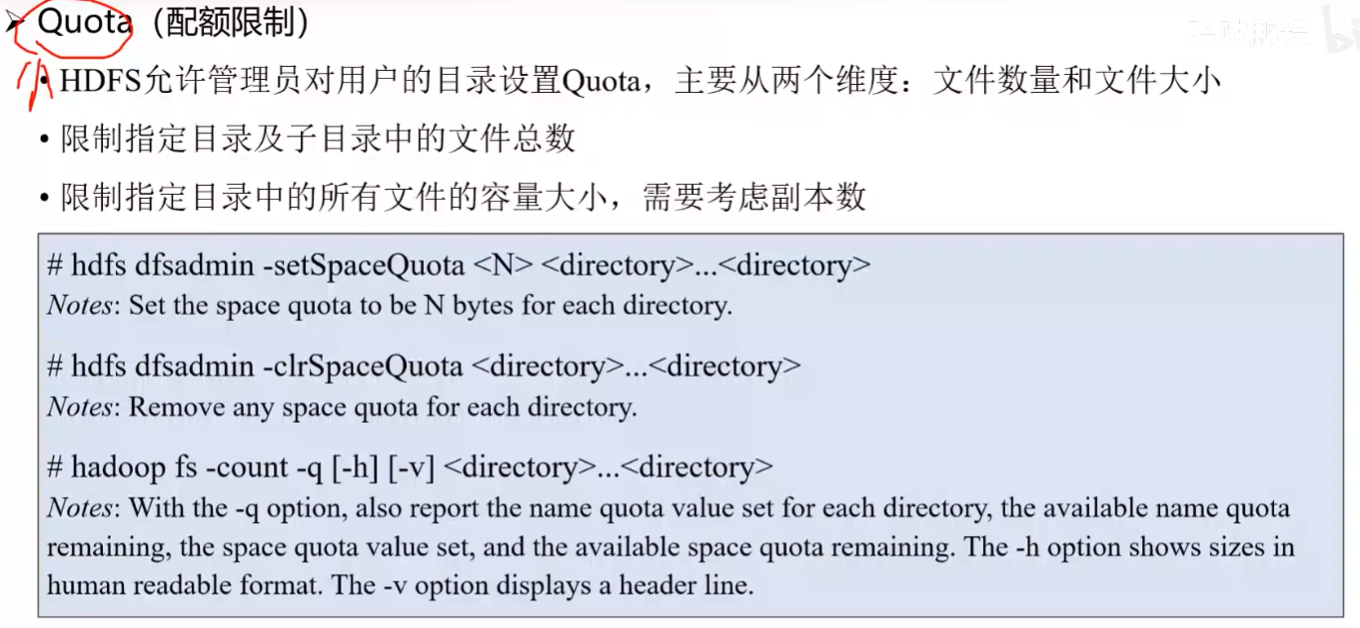 ➢ Quota（配额限制）
• HDFS允许管理员对用户的目录设置Quota，主要从两个维度：文件数量和文件大小
• 限制指定目录及子目录中的文件总数
• 限制指定目录中的所有文件的容量大小，需要考虑副本数
# hdfs dfsadmin -setSpaceQuota <N> <directory>...<directory>
Notes: Set the space quota to be N bytes for each directory.
# hdfs dfsadmin -clrSpaceQuota <directory>...<directory>
Notes: Remove any space quota for each directory.
# hadoop fs -count -q [-h] [-v] <directory>...<directory>
Notes: With the -q option, also report the name quota value set for each directory, the available name quota
remaining, the space quota value set, and the available space quota remaining. The -h option shows sizes in
human readable format. The -v option displays a header line.